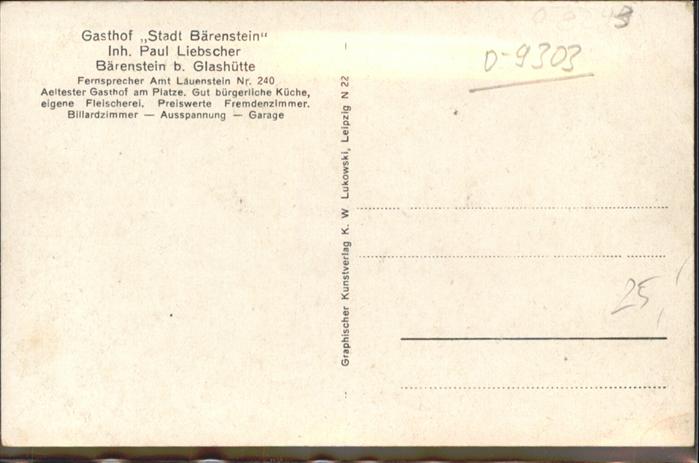 Gasthof „Stadt Bärenstein“
Inh. Paul Liebscher
Bärenstein b. Glashütte
Fernsprecher Amt Lauenstein Nr. 240
Aeltester Gasthof am Platze. Gut bürgerliche Küche,
eigene Fleischerei. Preiswerte Fremdenzimmer.
Billardzimmer — Ausspannung — Garage
Graphischer Kunstverlag K. W. Lukowski, Leipzig N 22
D-9303
25,